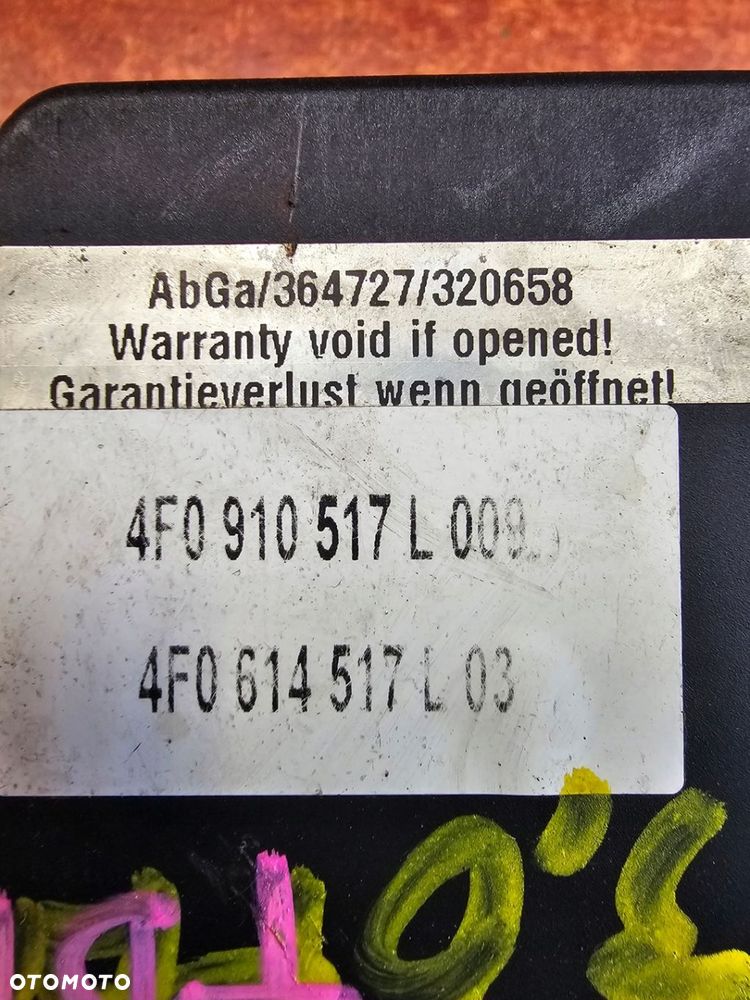 AbGa/364727/320658
Warranty void if opened!
Garantieverlust wenn geöffnet!
4F0 910 517 L 009
4F0 614 517 L 03
OTOMOTO